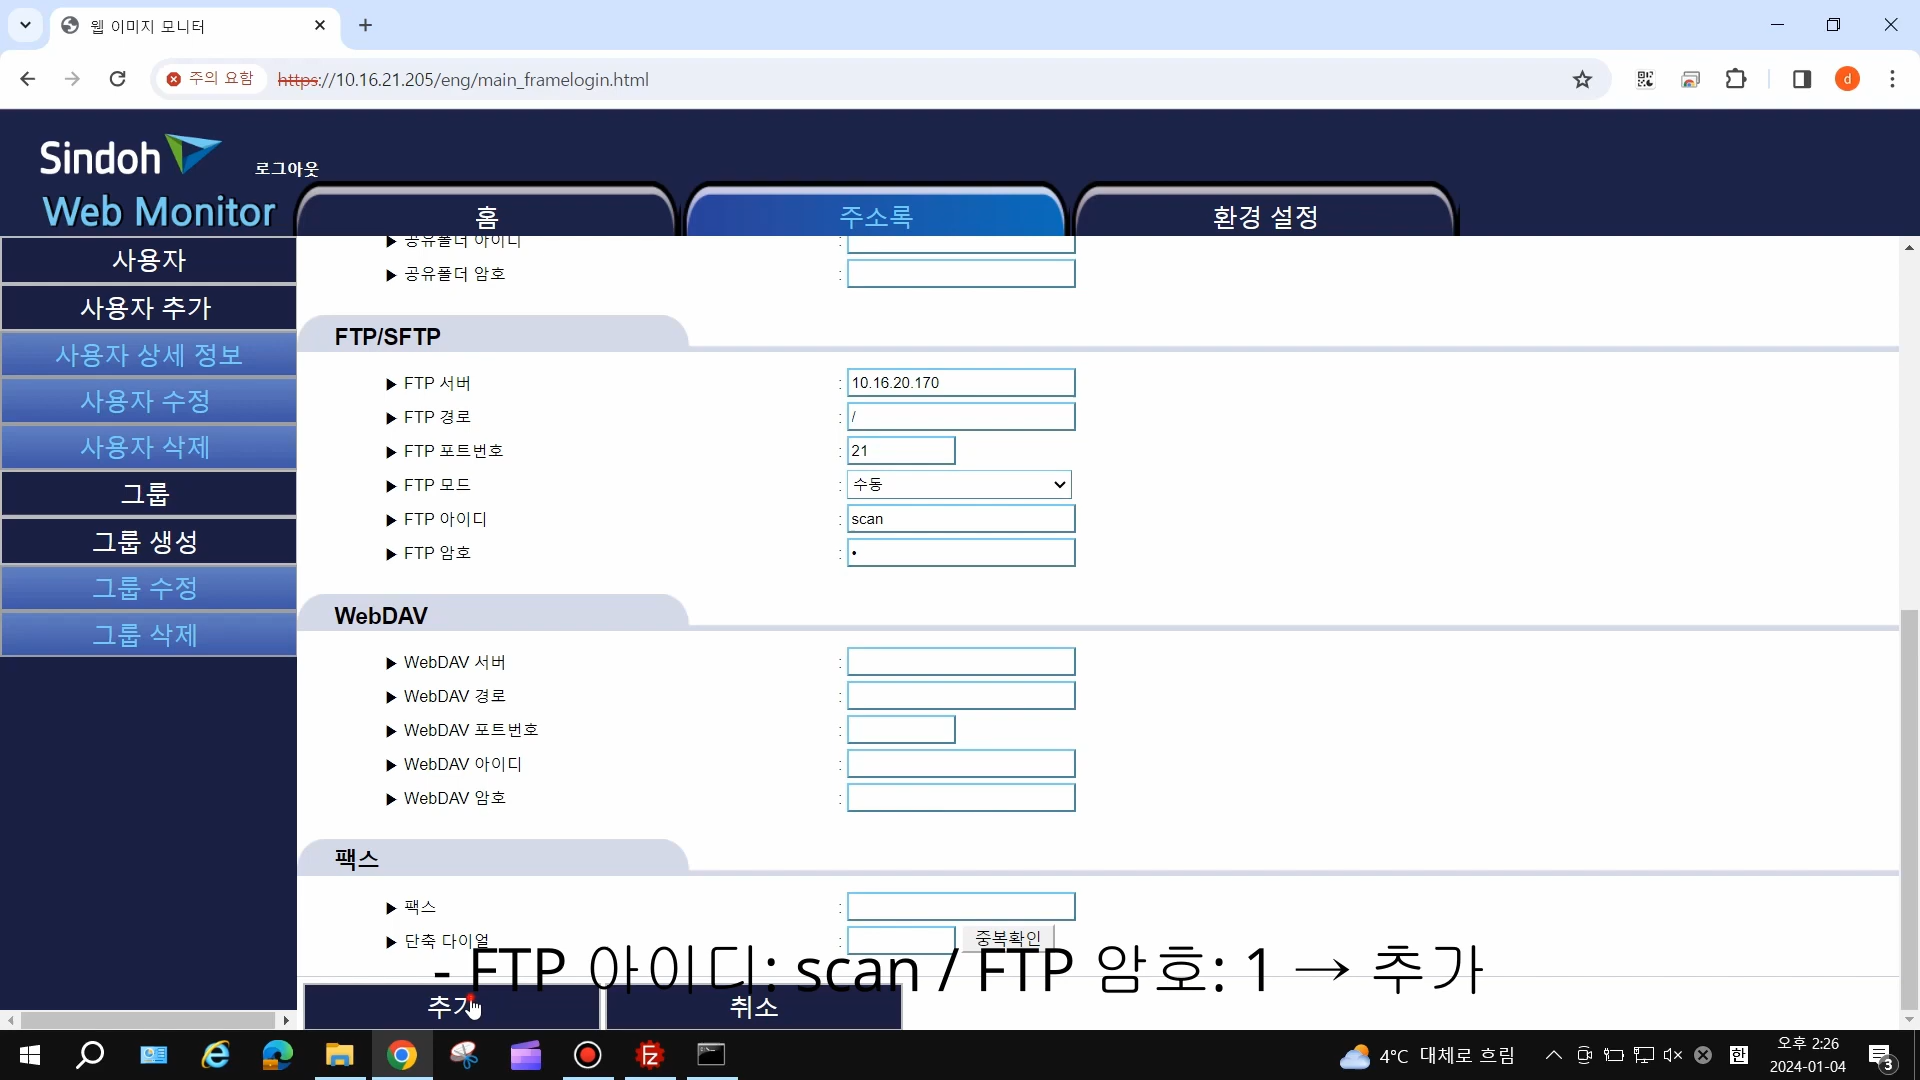 웹 이미지 모니터
주의 요함 https://10.16.21.205/eng/main_framelogin.html
d
Sindoh
로그아웃
Web Monitor
홈
주소록
환경 설정
사용자
사용자 추가
사용자 상세 정보
사용자 수정
사용자 삭제
그룹
그룹 생성
그룹 수정
그룹 삭제
▶ 공유폴더 아이디 :
▶ 공유폴더 암호 :
FTP/SFTP
▶ FTP 서버 : 10.16.20.170
▶ FTP 경로 : /
▶ FTP 포트번호 : 21
▶ FTP 모드 : 수동
▶ FTP 아이디 : scan
▶ FTP 암호 : •
WebDAV
▶ WebDAV 서버 :
▶ WebDAV 경로 :
▶ WebDAV 포트번호 :
▶ WebDAV 아이디 :
▶ WebDAV 암호 :
팩스
▶ 팩스 :
▶ 단축 다이얼 : 중복확인
- FTP 아이디: scan / FTP 암호: 1 → 추가
추가
취소
4°C 대체로 흐림
한
오후 2:26
2024-01-04
3